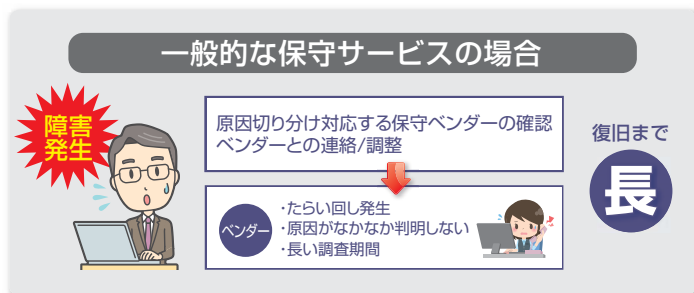 一般的な保守サービスの場合
障害
発生
原因切り分け対応する保守ベンダーの確認
ベンダーとの連絡/調整
ベンダー
・たらい回し発生
・原因がなかなか判明しない
・長い調査期間
復旧まで
長